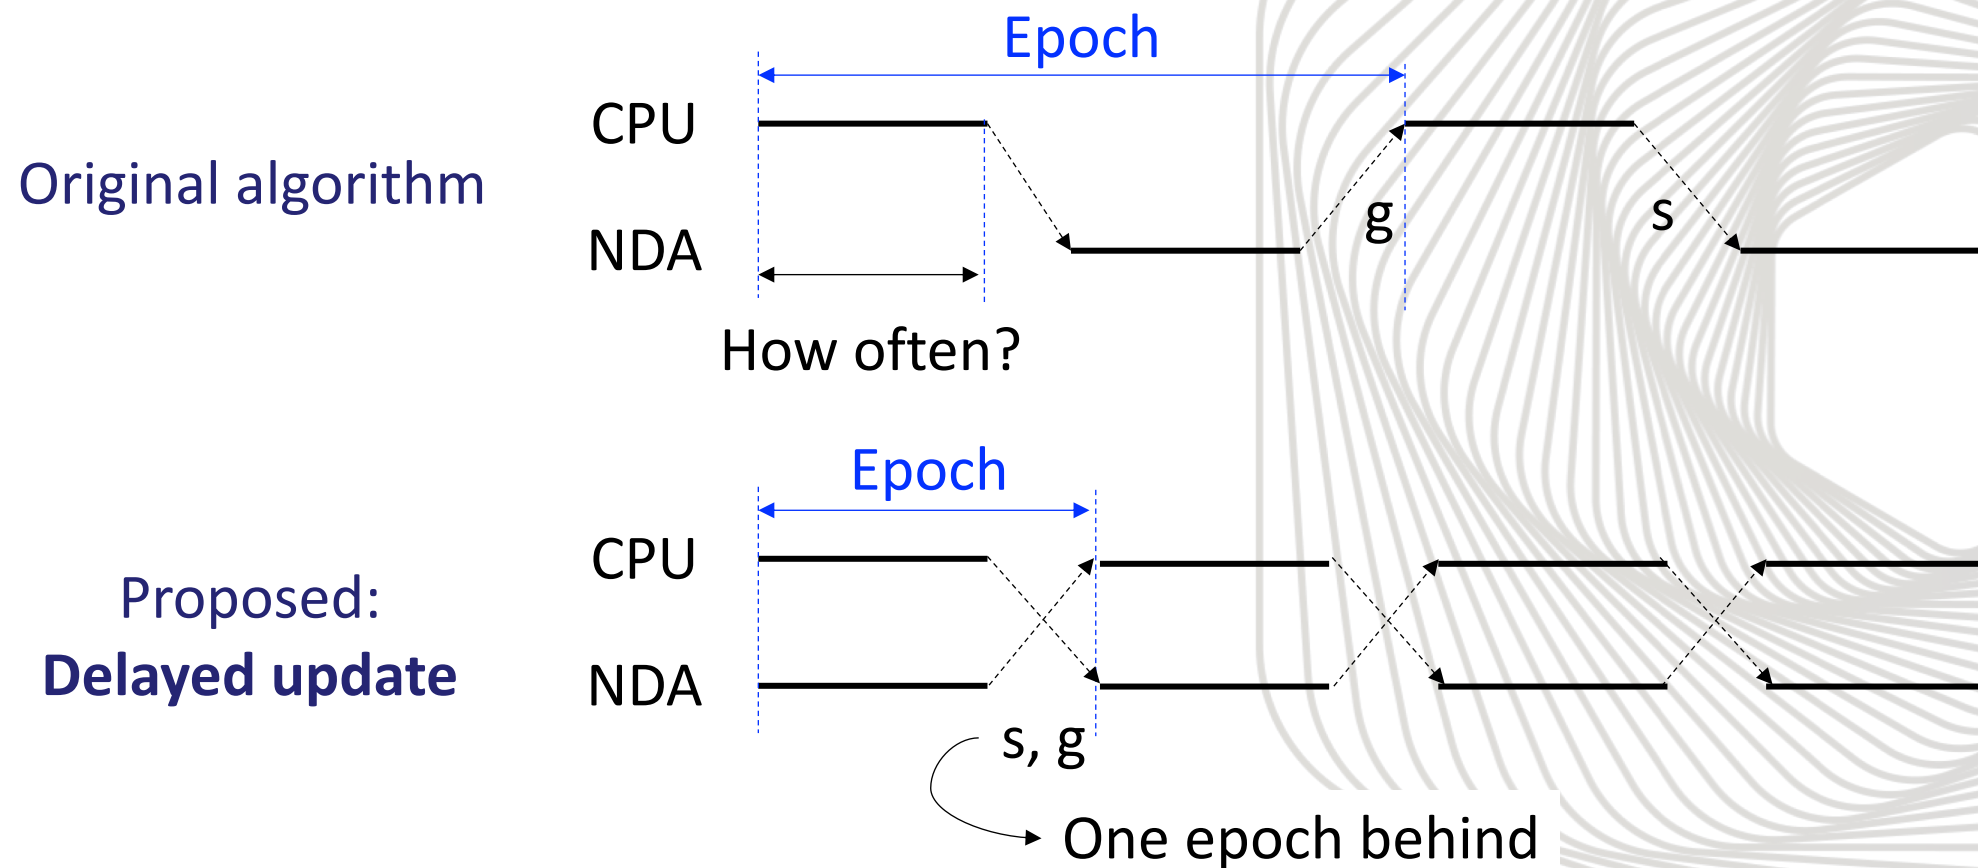 Epoch
CPU
Original algorithm
g
s
NDA
How often?
Epoch
CPU
Proposed:
Delayed update
NDA
s, g
One epoch behind